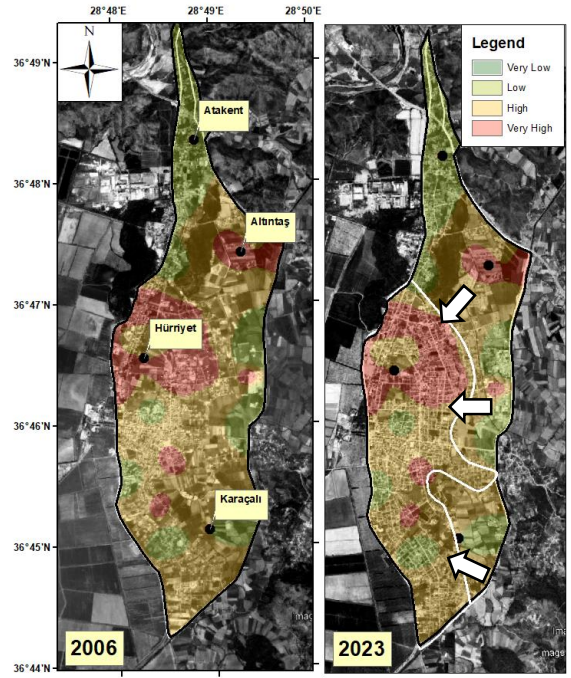 28°48'E
28°49'E
28°50'E
N
36°49'N
36°48'N
36°47'N
36°46'N
36°45'N
36°44'N
Atakent
Altıntaş
Hürriyet
Karaçalı
2006
Legend
Very Low
Low
High
Very High
2023